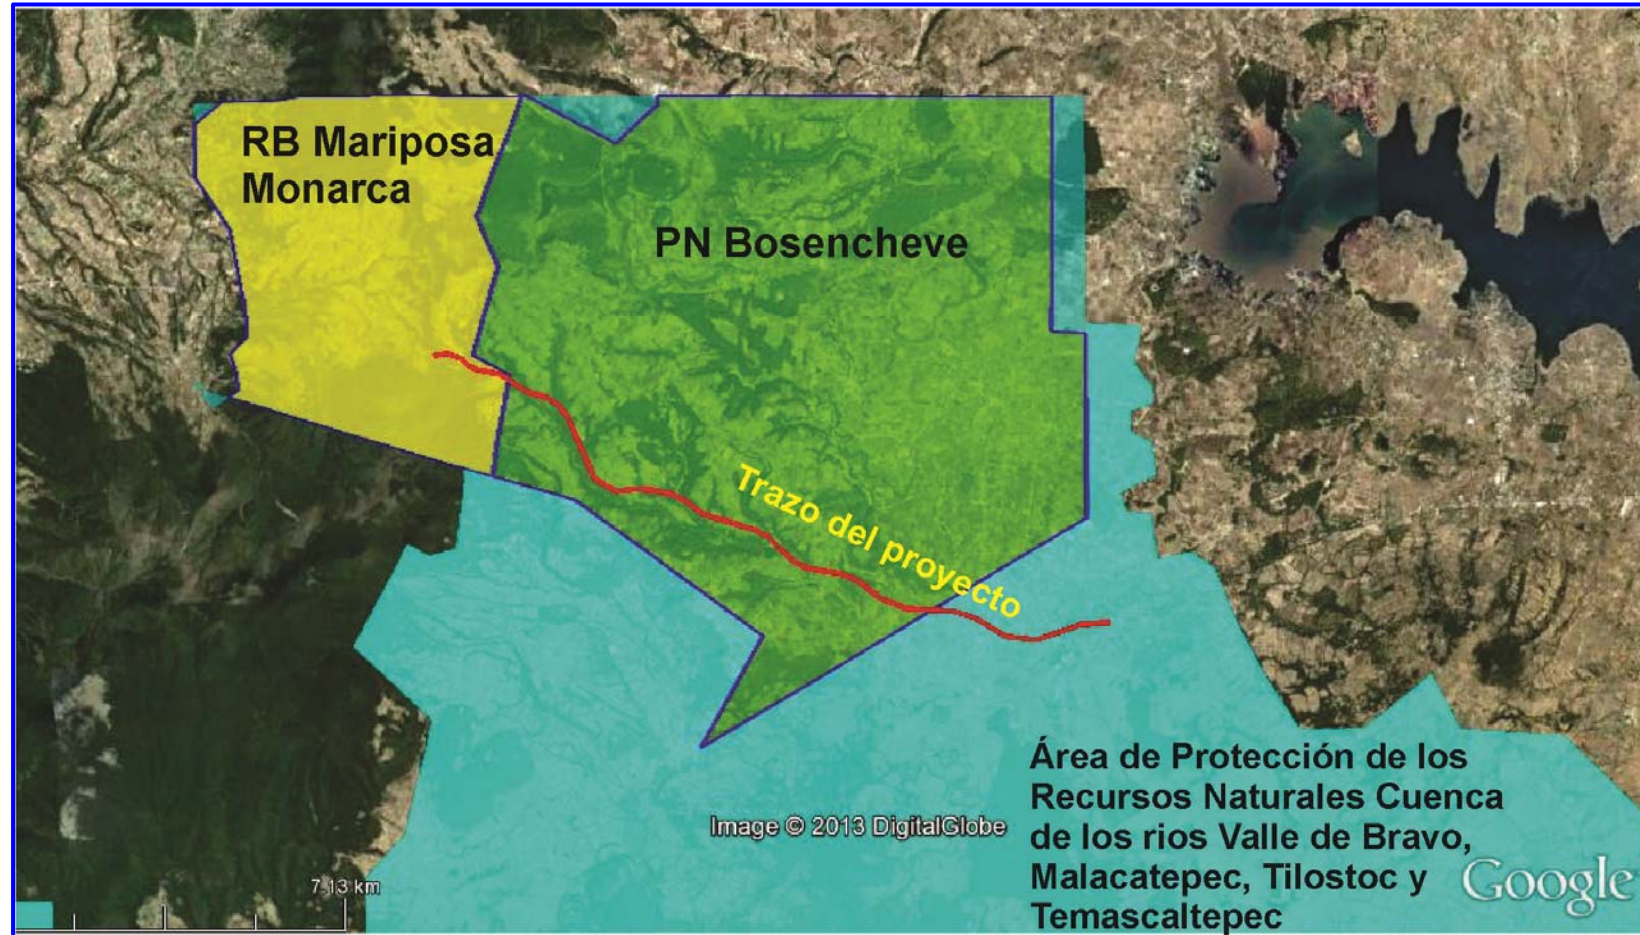 RB Mariposa
Monarca
PN Bosencheve
Trazo del proyecto
Área de Protección de los
Recursos Naturales Cuenca
de los rios Valle de Bravo,
Malacatepec, Tilostoc y
Temascaltepec
Image © 2013 DigitalGlobe
Google
7.13 km